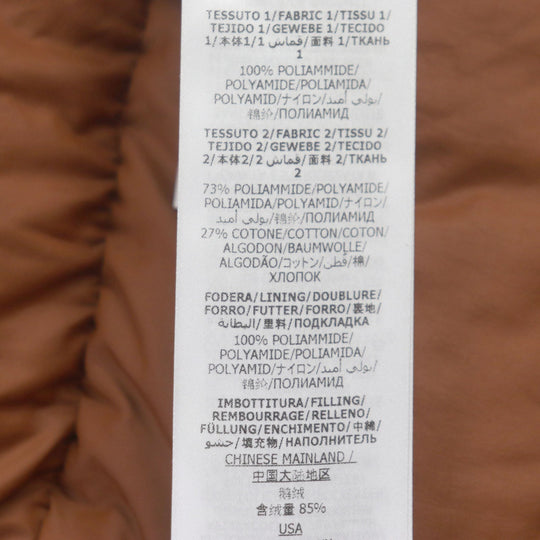 TESSUTO 1/FABRIC 1/TISSU 1/
TEJIDO 1/GEWEBE 1/TECIDO
1/本体1/قماش 1/面料 1/ТКАНЬ
1
100% POLIAMMIDE/
POLYAMIDE/POLIAMIDA/
POLYAMID/ナイロン/بولي أميد/
锦纶/ПОЛИАМИД
TESSUTO 2/FABRIC 2/TISSU 2/
TEJIDO 2/GEWEBE 2/TECIDO
2/本体2/قماش 2/面料 2/ТКАНЬ
2
73% POLIAMMIDE/POLYAMIDE/
POLIAMIDA/POLYAMID/ナイロン/
بولي أميد/锦纶/ПОЛИАМИД
27% COTONE/COTTON/COTON/
ALGODON/BAUMWOLLE/
ALGODÃO/コットン/قطن/棉/
ХЛОПОК
FODERA/LINING/DOUBLURE/
FORRO/FUTTER/FORRO/裏地/
البطانة/里料/ПОДКЛАДКА
100% POLIAMMIDE/
POLYAMIDE/POLIAMIDA/
POLYAMID/ナイロン/بولي أميد/
锦纶/ПОЛИАМИД
IMBOTTITURA/FILLING/
REMBOURRAGE/RELLENO/
FÜLLUNG/ENCHIMENTO/中綿/
حشو/填充物/НАПОЛНИТЕЛЬ
CHINESE MAINLAND/
中国大陆地区
鹅绒
含绒量 85%
USA